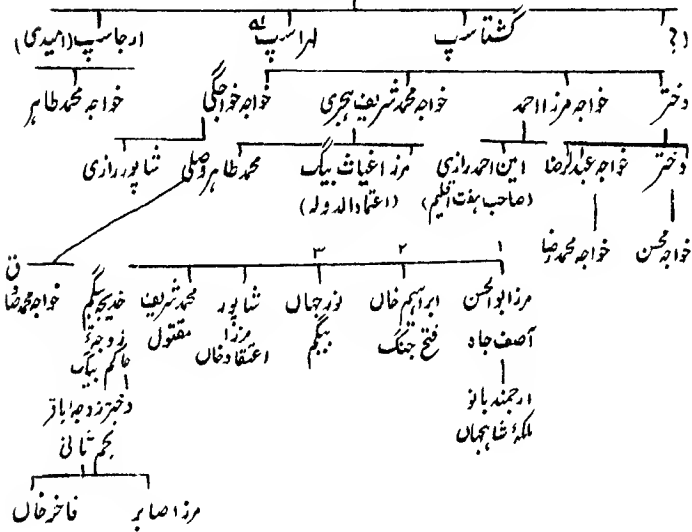 (؟ گشتاسپ لہراسپ لہ ارجاسپ (امیدی)
دختر خواجہ مرزا احمد خواجہ محمد شریف ہجری خواجہ خواجگی خواجہ محمد طاہر
دختر خواجہ عبدالرضا امین احمد رازی مرزا غیاث بیگ محمد طاہر وصلی شاپور رازی
(صاحب ہفت اقلیم) (اعتماد الدولہ)
خواجہ محسن خواجہ محمد رضا
۱ ۲ ۳
مرزا ابوالحسن ابراہیم خاں نور جہاں شاپور محمد شریف خدیجہ بیگم خواجہ محمد رضا
آصف جاہ فتح جنگ بیگم مرزا مقتول زوجۂ
اعتقاد خاں حاکم بیگ
ارجمند بانو دختر زوجۂ باقر
ملکۂ شاہجہاں نجم ثانی
مرزا صابر فاخر خاں